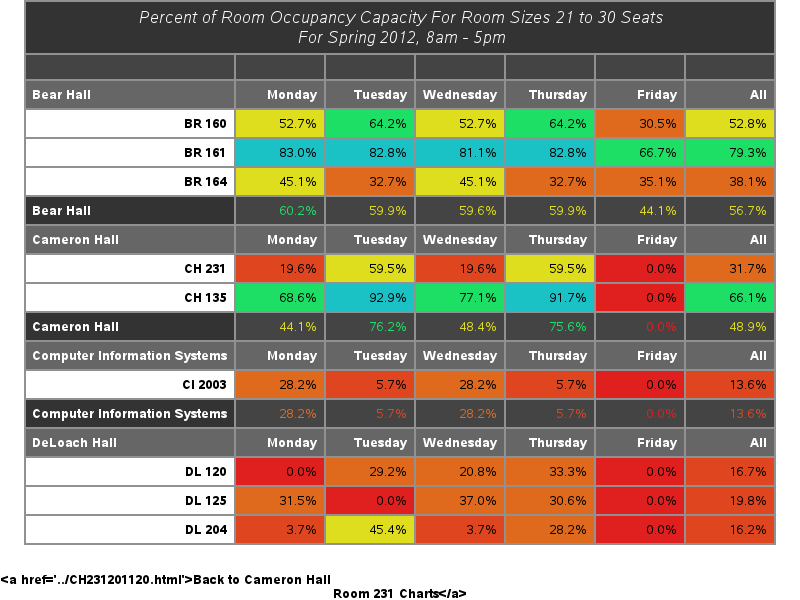 Percent of Room Occupancy Capacity For Room Sizes 21 to 30 Seats
For Spring 2012, 8am - 5pm
Bear Hall Monday Tuesday Wednesday Thursday Friday All
BR 160 52.7% 64.2% 52.7% 64.2% 30.5% 52.8%
BR 161 83.0% 82.8% 81.1% 82.8% 66.7% 79.3%
BR 164 45.1% 32.7% 45.1% 32.7% 35.1% 38.1%
Bear Hall 60.2% 59.9% 59.6% 59.9% 44.1% 56.7%
Cameron Hall Monday Tuesday Wednesday Thursday Friday All
CH 231 19.6% 59.5% 19.6% 59.5% 0.0% 31.7%
CH 135 68.6% 92.9% 77.1% 91.7% 0.0% 66.1%
Cameron Hall 44.1% 76.2% 48.4% 75.6% 0.0% 48.9%
Computer Information Systems Monday Tuesday Wednesday Thursday Friday All
CI 2003 28.2% 5.7% 28.2% 5.7% 0.0% 13.6%
Computer Information Systems 28.2% 5.7% 28.2% 5.7% 0.0% 13.6%
DeLoach Hall Monday Tuesday Wednesday Thursday Friday All
DL 120 0.0% 29.2% 20.8% 33.3% 0.0% 16.7%
DL 125 31.5% 0.0% 37.0% 30.6% 0.0% 19.8%
DL 204 3.7% 45.4% 3.7% 28.2% 0.0% 16.2%
<a href='../CH231201120.html'>Back to Cameron Hall
Room 231 Charts</a>